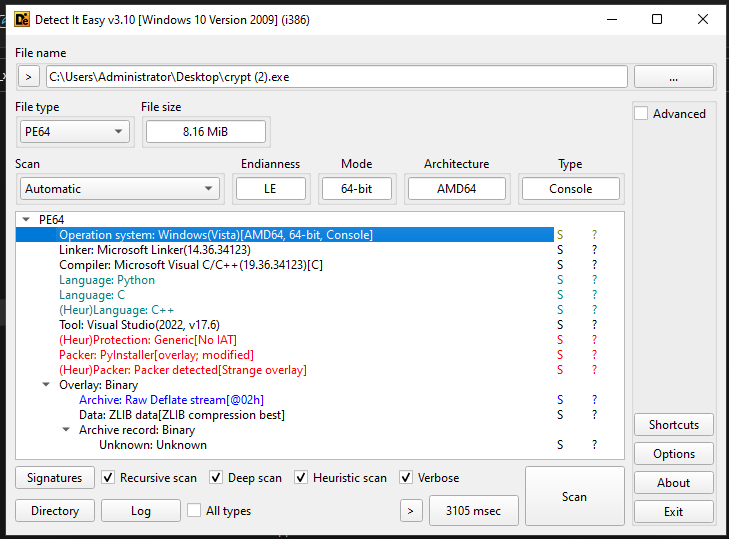 Detect It Easy v3.10 [Windows 10 Version 2009] (i386)
File name
> C:\Users\Administrator\Desktop\crypt (2).exe ...
File type File size
PE64 8.16 MiB
Advanced
Scan Endianness Mode Architecture Type
Automatic LE 64-bit AMD64 Console
PE64
Operation system: Windows(Vista)[AMD64, 64-bit, Console] S ?
Linker: Microsoft Linker(14.36.34123) S ?
Compiler: Microsoft Visual C/C++(19.36.34123)[C] S ?
Language: Python S ?
Language: C S ?
(Heur)Language: C++ S ?
Tool: Visual Studio(2022, v17.6) S ?
(Heur)Protection: Generic[No IAT] S ?
Packer: PyInstaller[overlay; modified] S ?
(Heur)Packer: Packer detected[Strange overlay] S ?
Overlay: Binary
Archive: Raw Deflate stream[@02h] S ?
Data: ZLIB data[ZLIB compression best] S ?
Archive record: Binary
Unknown: Unknown S ?
Shortcuts
Options
About
Exit
Signatures Recursive scan Deep scan Heuristic scan Verbose
Directory Log All types > 3105 msec Scan